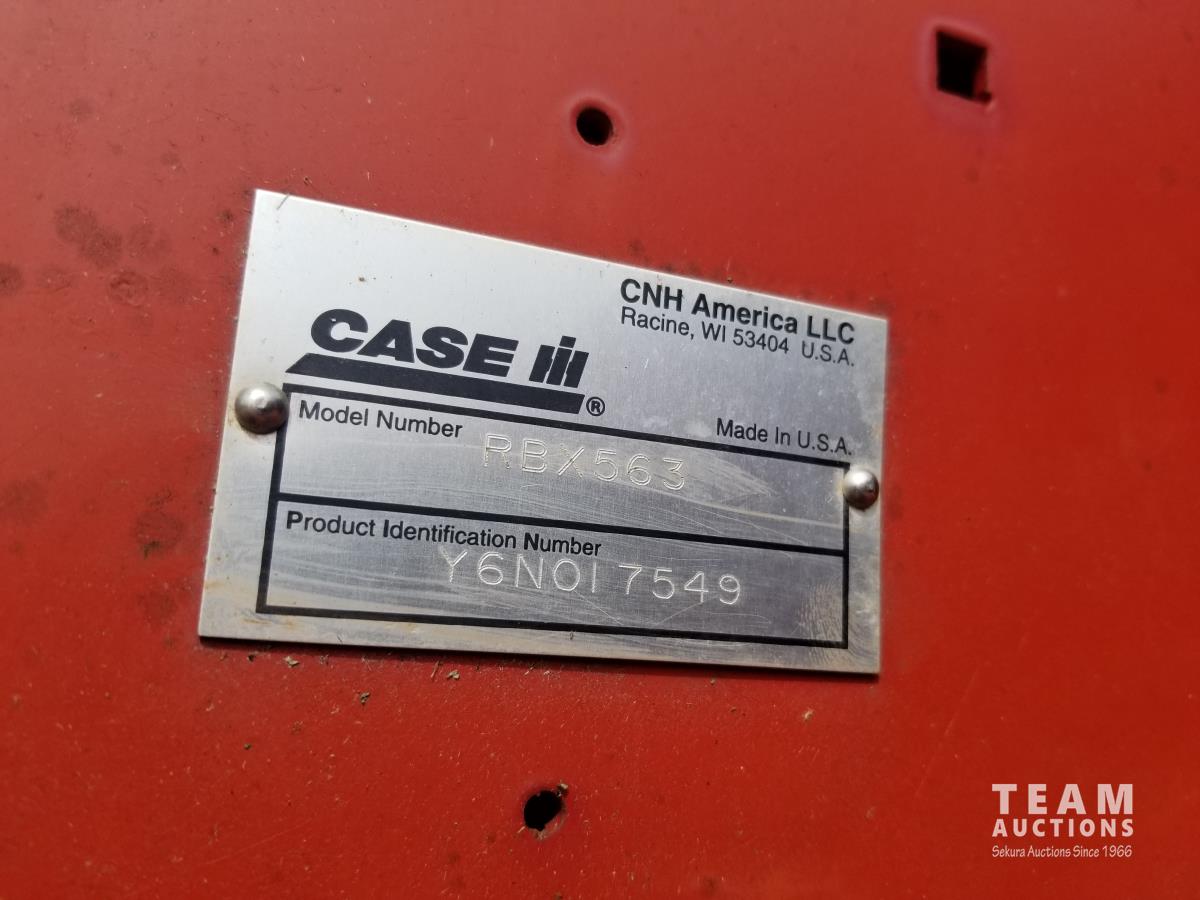 CNH America LLC
Racine, WI 53404 U.S.A.
CASE IH ®
Made In U.S.A.
Model Number
RBX563
Product Identification Number
Y6N017549
TEAM
AUCTIONS
Sekura Auctions Since 1966